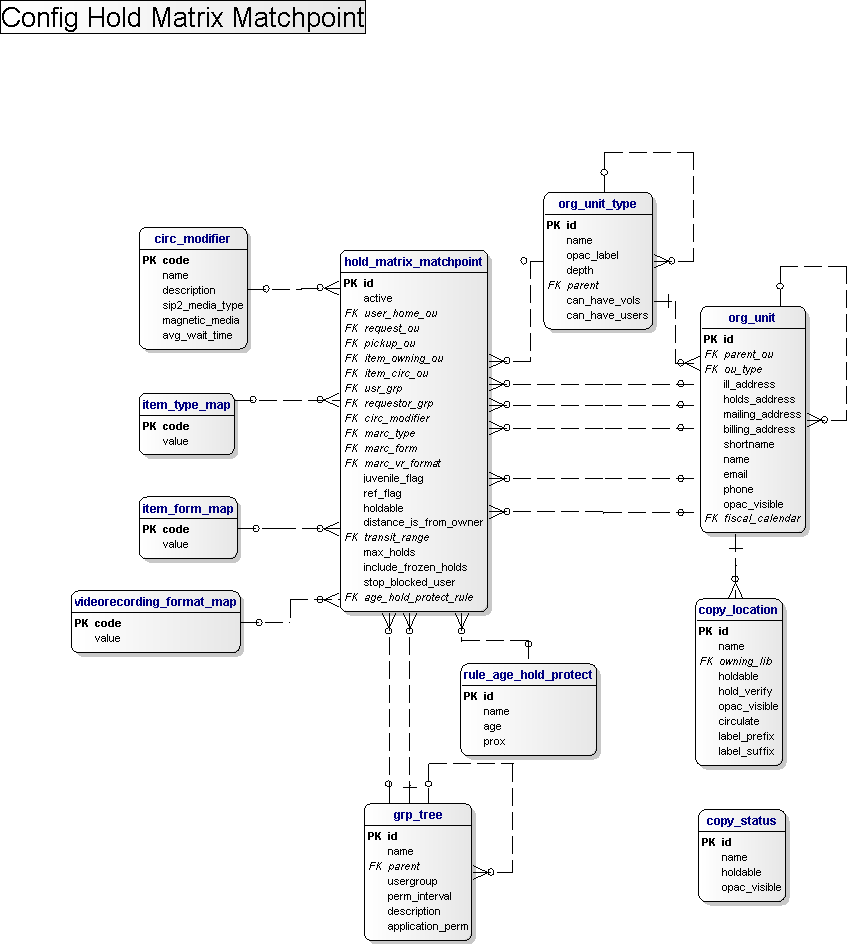 Config Hold Matrix Matchpoint
org_unit_type
PK id
name
opac_label
depth
FK parent
can_have_vols
can_have_users
circ_modifier
PK code
name
description
sip2_media_type
magnetic_media
avg_wait_time
hold_matrix_matchpoint
PK id
active
FK user_home_ou
FK request_ou
FK pickup_ou
FK item_owning_ou
FK item_circ_ou
FK usr_grp
FK requestor_grp
FK circ_modifier
FK marc_type
FK marc_form
FK marc_vr_format
juvenile_flag
ref_flag
holdable
distance_is_from_owner
FK transit_range
max_holds
include_frozen_holds
stop_blocked_user
FK age_hold_protect_rule
org_unit
PK id
FK parent_ou
FK ou_type
ill_address
holds_address
mailing_address
billing_address
shortname
name
email
phone
opac_visible
FK fiscal_calendar
item_type_map
PK code
value
item_form_map
PK code
value
videorecording_format_map
PK code
value
copy_location
PK id
name
FK owning_lib
holdable
hold_verify
opac_visible
circulate
label_prefix
label_suffix
rule_age_hold_protect
PK id
name
age
prox
grp_tree
PK id
name
FK parent
usergroup
perm_interval
description
application_perm
copy_status
PK id
name
holdable
opac_visible